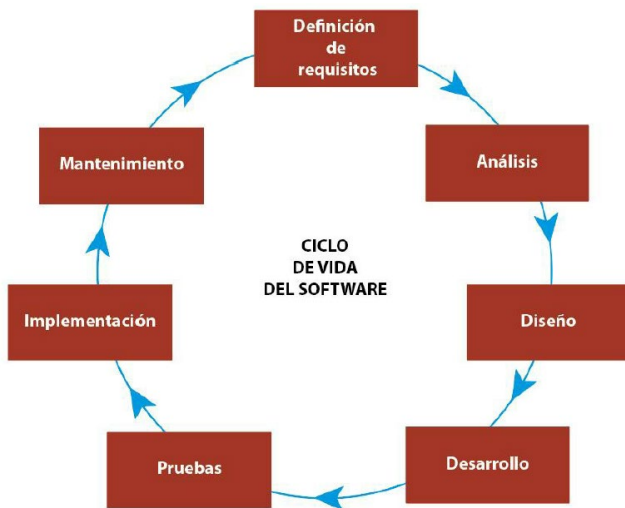 Definición
de
requisitos
Análisis
Diseño
Desarrollo
Pruebas
Implementación
Mantenimiento
CICLO
DE VIDA
DEL SOFTWARE